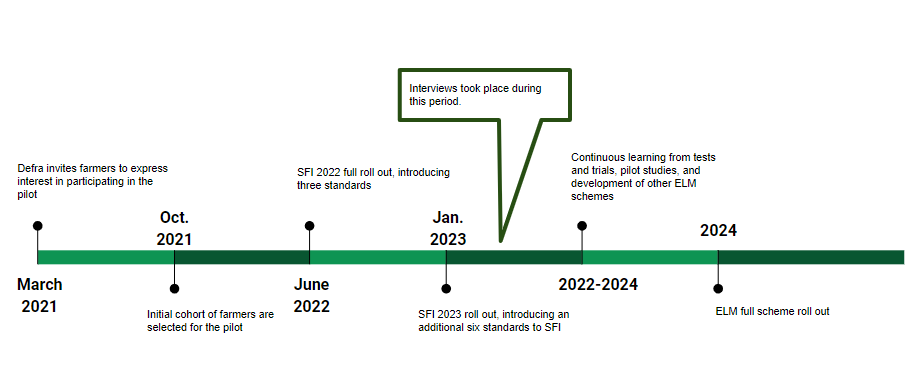 Interviews took place during
this period.
Defra invites farmers to express
interest in participating in the
pilot
SFI 2022 full roll out, introducing
three standards
Continuous learning from tests
and trials, pilot studies, and
development of other ELM
schemes
Oct.
2021
Jan.
2023
2024
March
2021
June
2022
2022-2024
Initial cohort of farmers are
selected for the pilot
SFI 2023 roll out, introducing an
additional six standards to SFI
ELM full scheme roll out